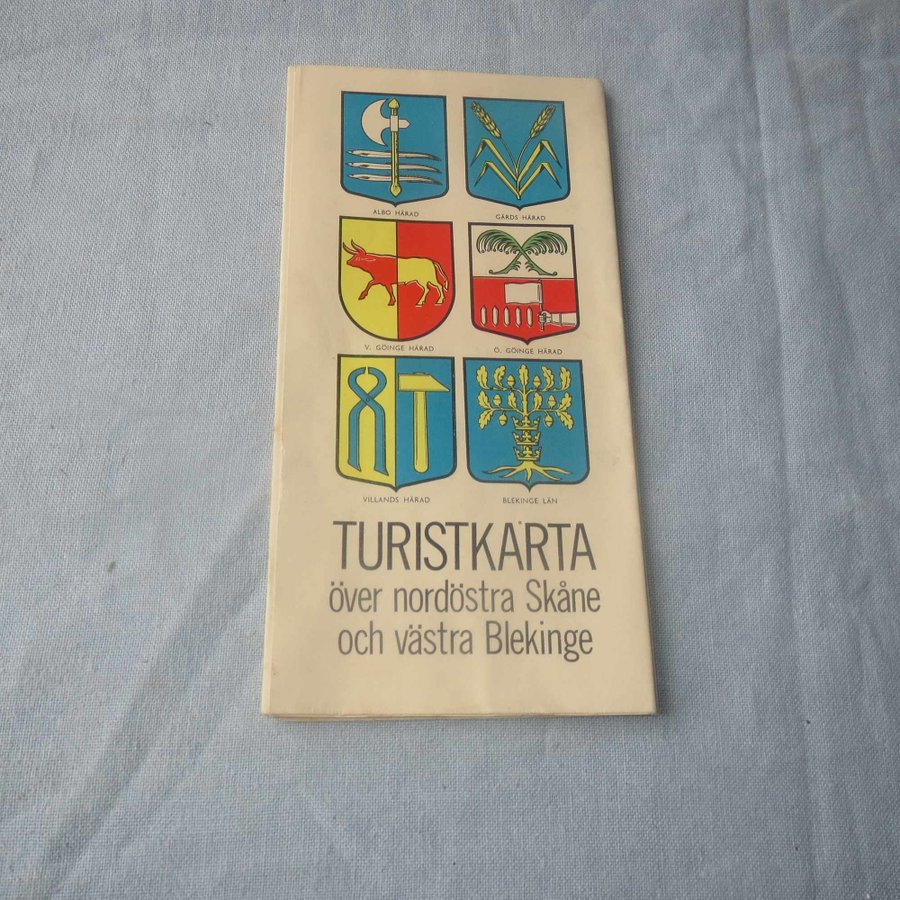 ALBO HÄRAD
GÄRDS HÄRAD
V. GÖINGE HÄRAD
Ö. GÖINGE HÄRAD
VILLANDS HÄRAD
BLEKINGE LÄN
TURISTKARTA
över nordöstra Skåne
och västra Blekinge